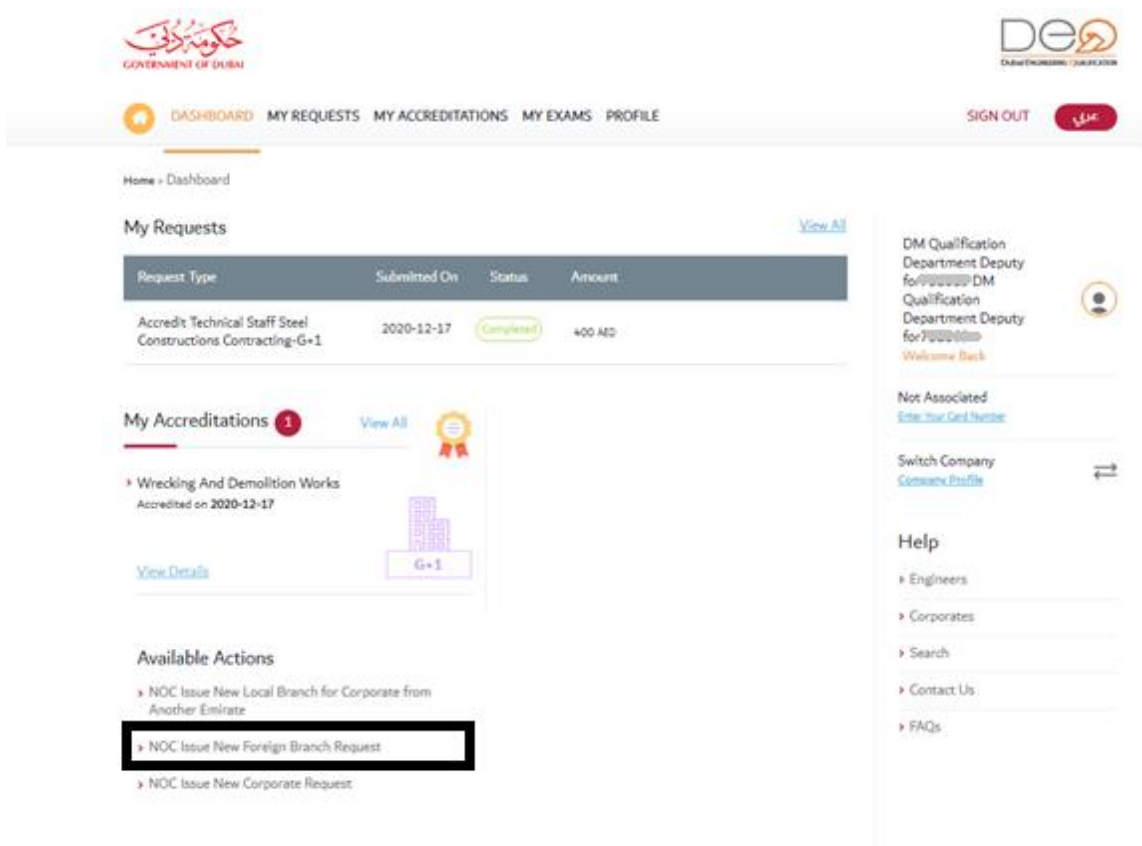 حكومة دبي
GOVERNMENT OF DUBAI
DEQ
DUBAI ENGINEERING QUALIFICATION
DASHBOARD MY REQUESTS MY ACCREDITATIONS MY EXAMS PROFILE
SIGN OUT
عربي
Home > Dashboard
My Requests
View All
Request Type Submitted On Status Amount
Accredit Technical Staff Steel
Constructions Contracting-G+1
2020-12-17
Completed
400 AED
My Accreditations 1
View All
Wrecking And Demolition Works
Accredited on 2020-12-17
G+1
View Details
Available Actions
NOC Issue New Local Branch for Corporate from
Another Emirate
NOC Issue New Foreign Branch Request
NOC Issue New Corporate Request
DM Qualification
Department Deputy
for DM
Qualification
Department Deputy
for
Welcome Back
Not Associated
Enter Your Card Number
Switch Company
Company Profile
Help
Engineers
Corporates
Search
Contact Us
FAQs